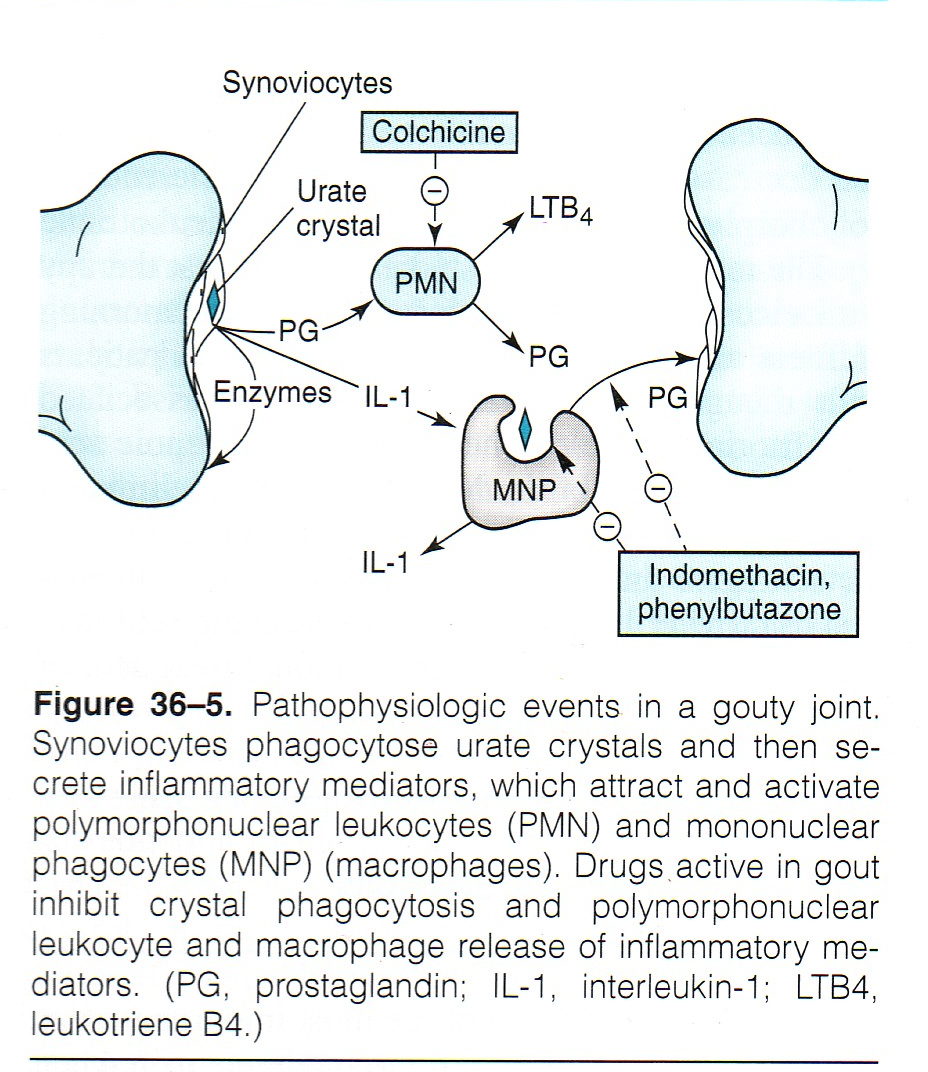 Synoviocytes
Colchicine
Urate
crystal
−
LTB4
PMN
PG
PG
Enzymes
IL-1
PG
MNP
−
−
IL-1
Indomethacin,
phenylbutazone
Figure 36–5. Pathophysiologic events in a gouty joint.
Synoviocytes phagocytose urate crystals and then se-
crete inflammatory mediators, which attract and activate
polymorphonuclear leukocytes (PMN) and mononuclear
phagocytes (MNP) (macrophages). Drugs active in gout
inhibit crystal phagocytosis and polymorphonuclear
leukocyte and macrophage release of inflammatory me-
diators. (PG, prostaglandin; IL-1, interleukin-1; LTB4,
leukotriene B4.)